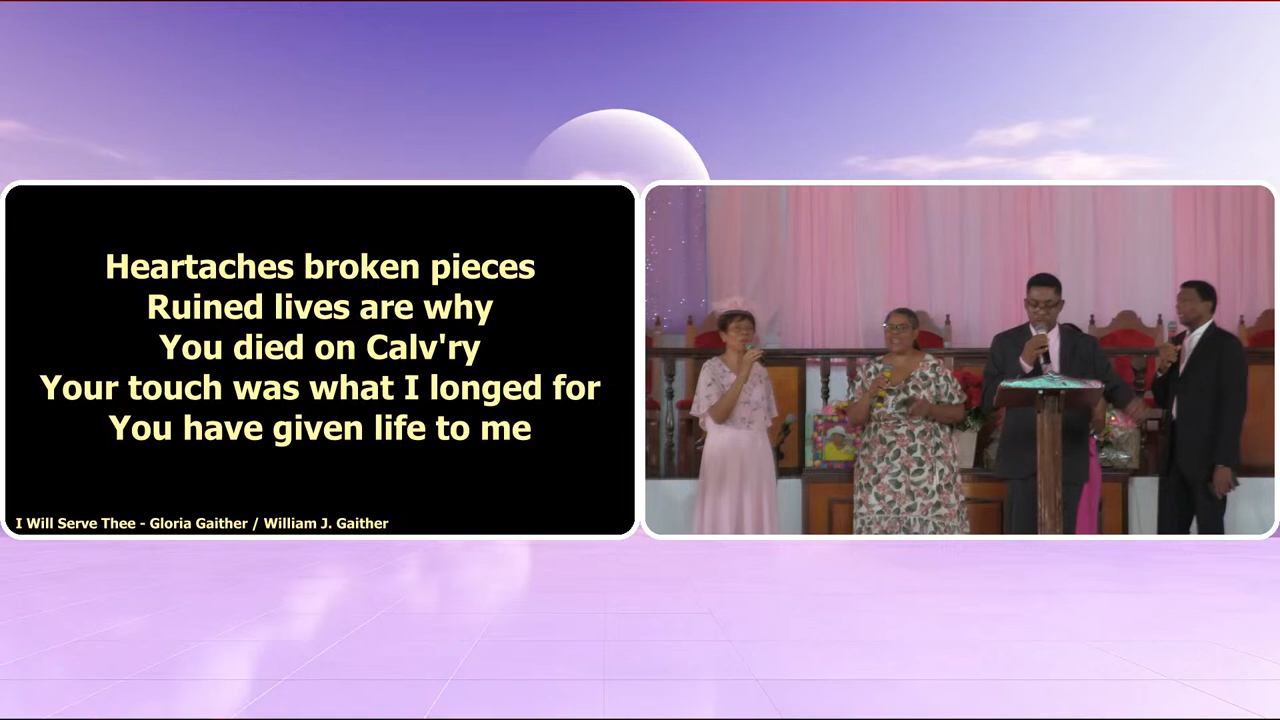 Heartaches broken pieces
Ruined lives are why
You died on Calv'ry
Your touch was what I longed for
You have given life to me
I Will Serve Thee - Gloria Gaither / William J. Gaither